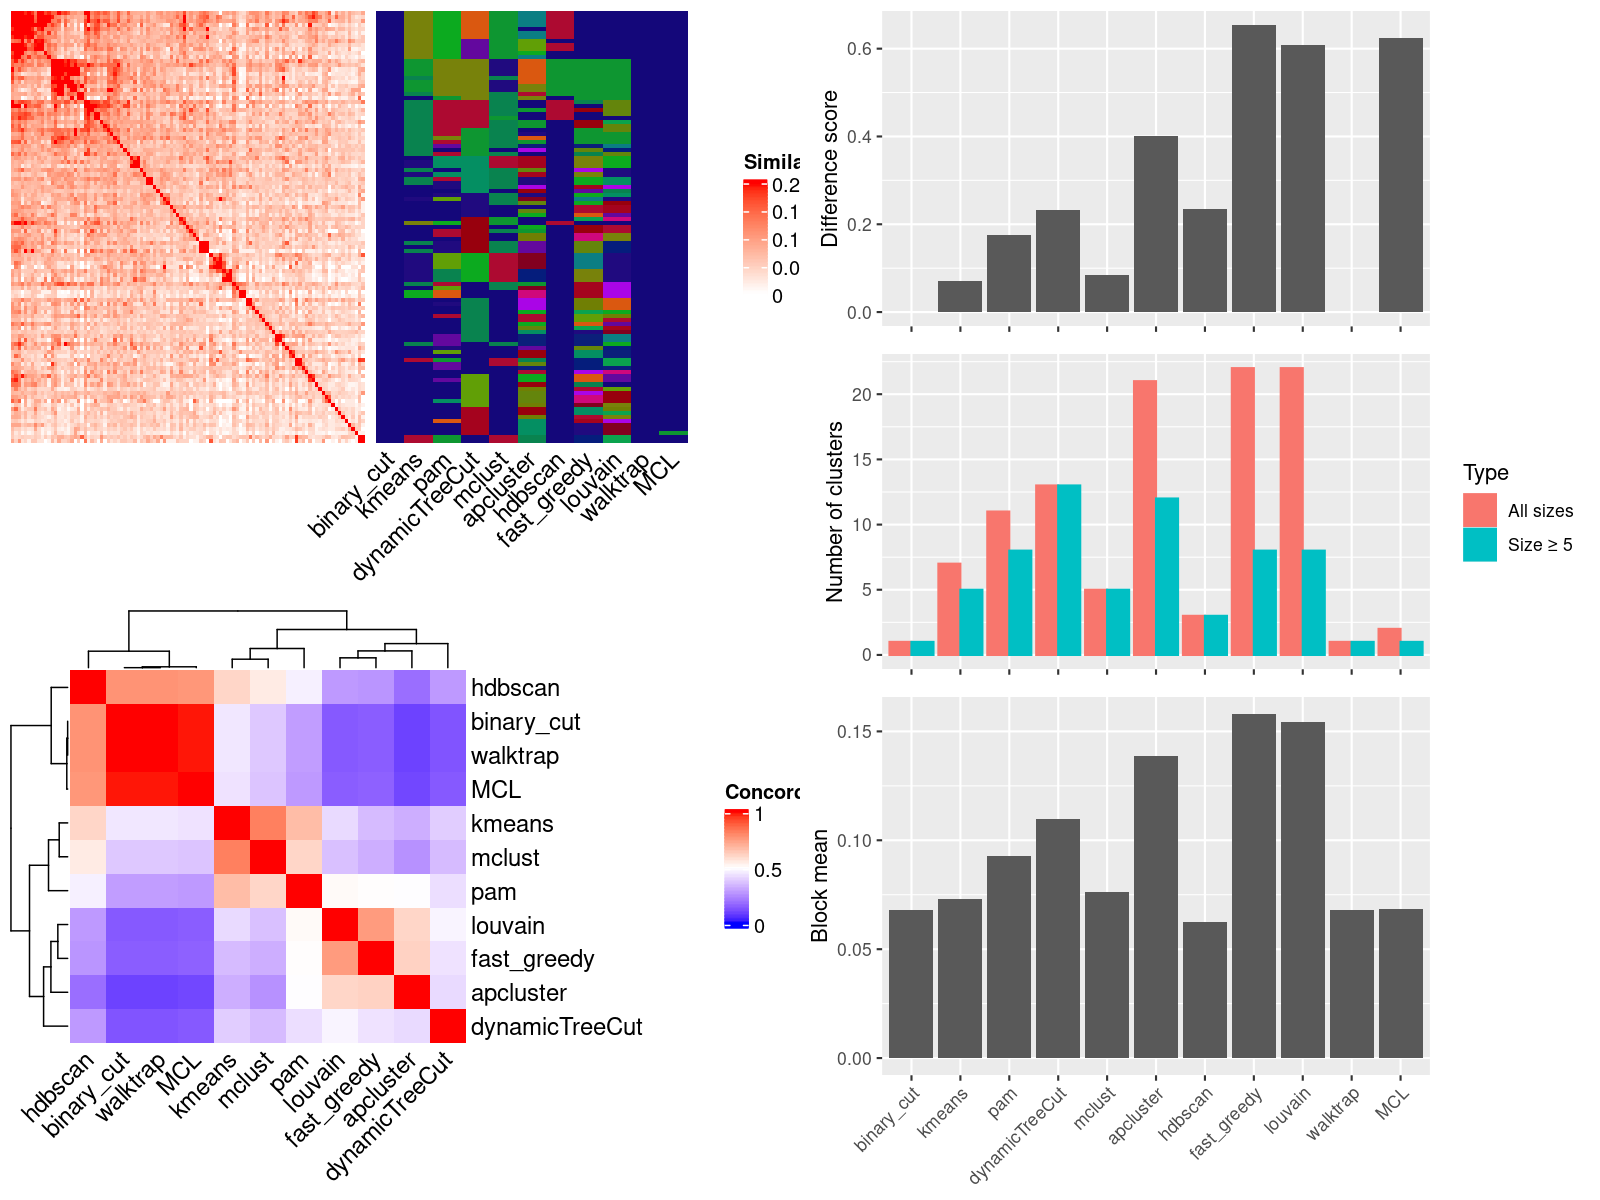 Simila
0.2
0.1
0.1
0.0
0
binary_cut
kmeans
pam
dynamicTreeCut
mclust
apcluster
hdbscan
fast_greedy
louvain
walktrap
MCL
hdbscan
binary_cut
walktrap
MCL
kmeans
mclust
pam
louvain
fast_greedy
apcluster
dynamicTreeCut
hdbscan
binary_cut
walktrap
MCL
kmeans
mclust
pam
louvain
fast_greedy
apcluster
dynamicTreeCut
Concord
1
0.5
0
Difference score
0.6
0.4
0.2
0.0
Number of clusters
20
15
10
5
0
Type
All sizes
Size ≥ 5
Block mean
0.15
0.10
0.05
0.00
binary_cut
kmeans
pam
dynamicTreeCut
mclust
apcluster
hdbscan
fast_greedy
louvain
walktrap
MCL